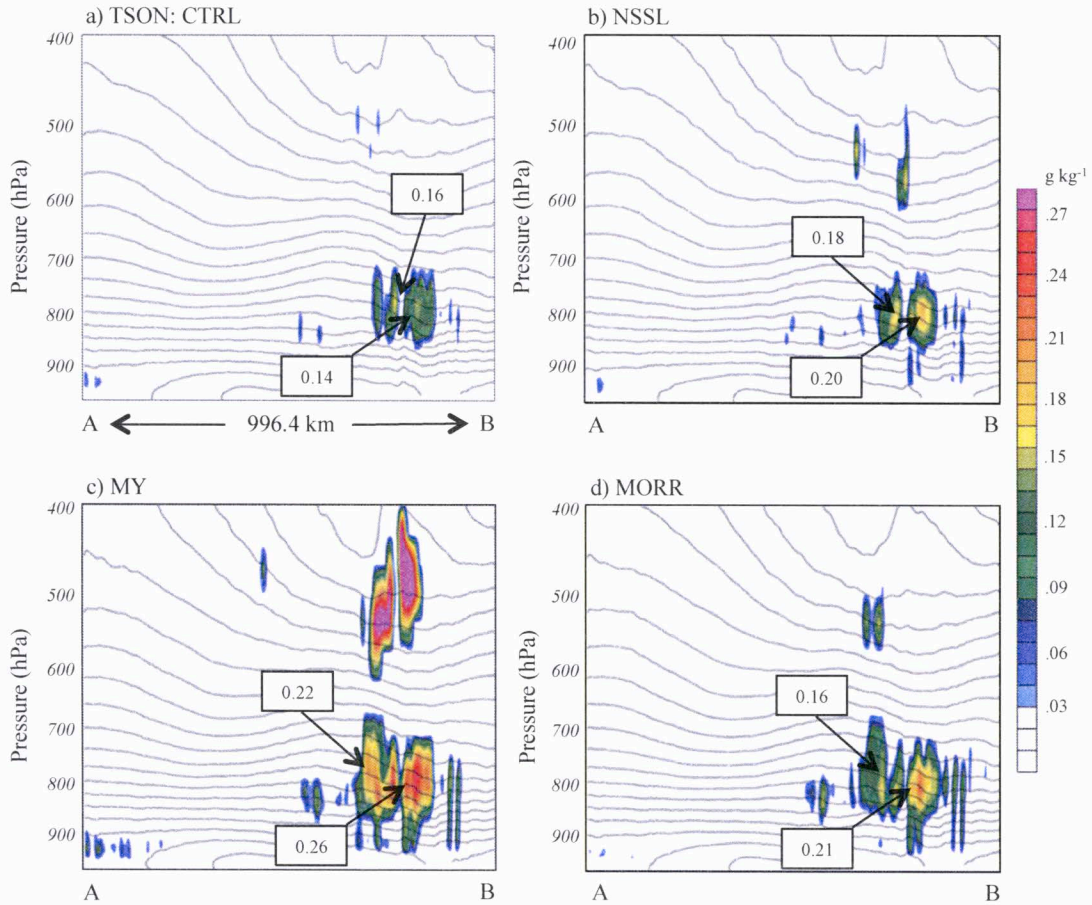 a) TSON: CTRL
400
500
600
700
800
900
Pressure (hPa)
0.16
0.14
A
996.4 km
B
b) NSSL
400
500
600
700
800
900
Pressure (hPa)
0.18
0.20
A
B
g kg-1
.27
.24
.21
.18
.15
.12
.09
.06
.03
c) MY
400
500
600
700
800
900
Pressure (hPa)
0.22
0.26
A
B
d) MORR
400
500
600
700
800
900
Pressure (hPa)
0.16
0.21
A
B